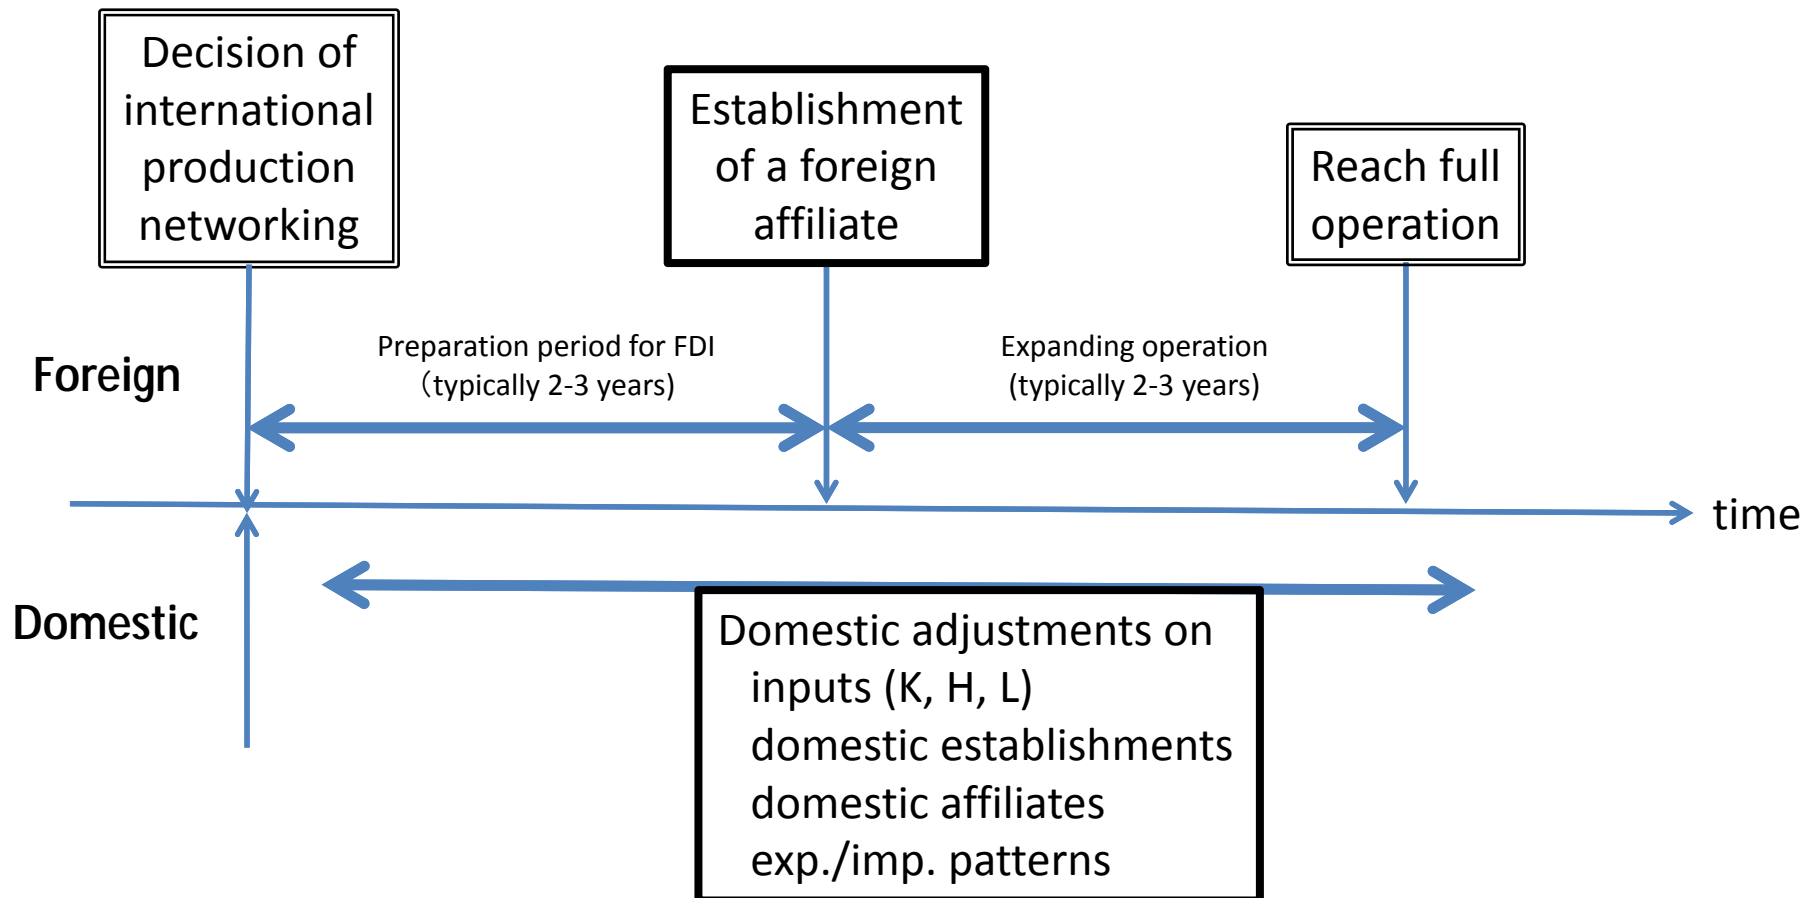 Decision of
international
production
networking
Establishment
of a foreign
affiliate
Reach full
operation
Foreign
Preparation period for FDI
（typically 2-3 years)
Expanding operation
(typically 2-3 years)
time
Domestic
Domestic adjustments on
inputs (K, H, L)
domestic establishments
domestic affiliates
exp./imp. patterns